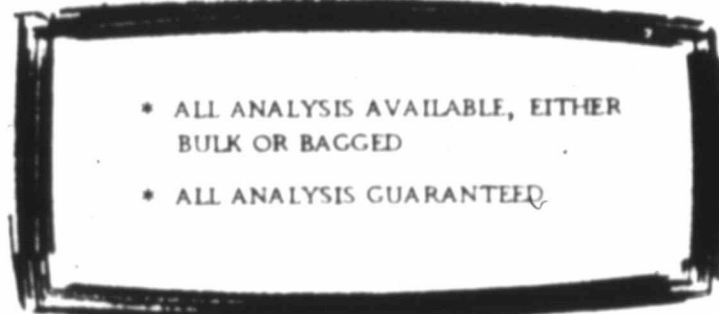 * ALL ANALYSIS AVAILABLE, EITHER
BULK OR BAGGED
* ALL ANALYSIS GUARANTEED